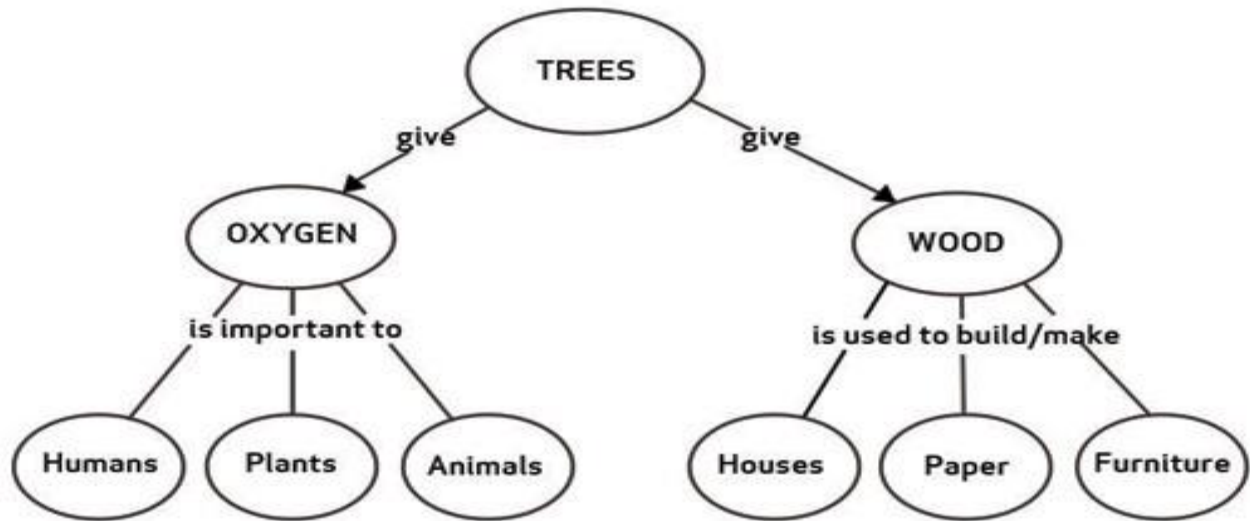 TREES
give
give
OXYGEN
WOOD
is important to
is used to build/make
Humans
Plants
Animals
Houses
Paper
Furniture